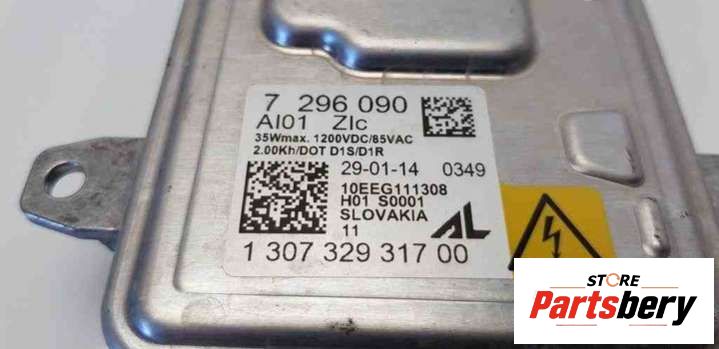 7 296 090
AI01 ZIc
35Wmax. 1200VDC/85VAC
2.00Kh/DOT D1S/D1R
29-01-14 0349
10EEG111308
H01 S0001
SLOVAKIA
11 AL
1 307 329 317 00
STORE
Partsbery